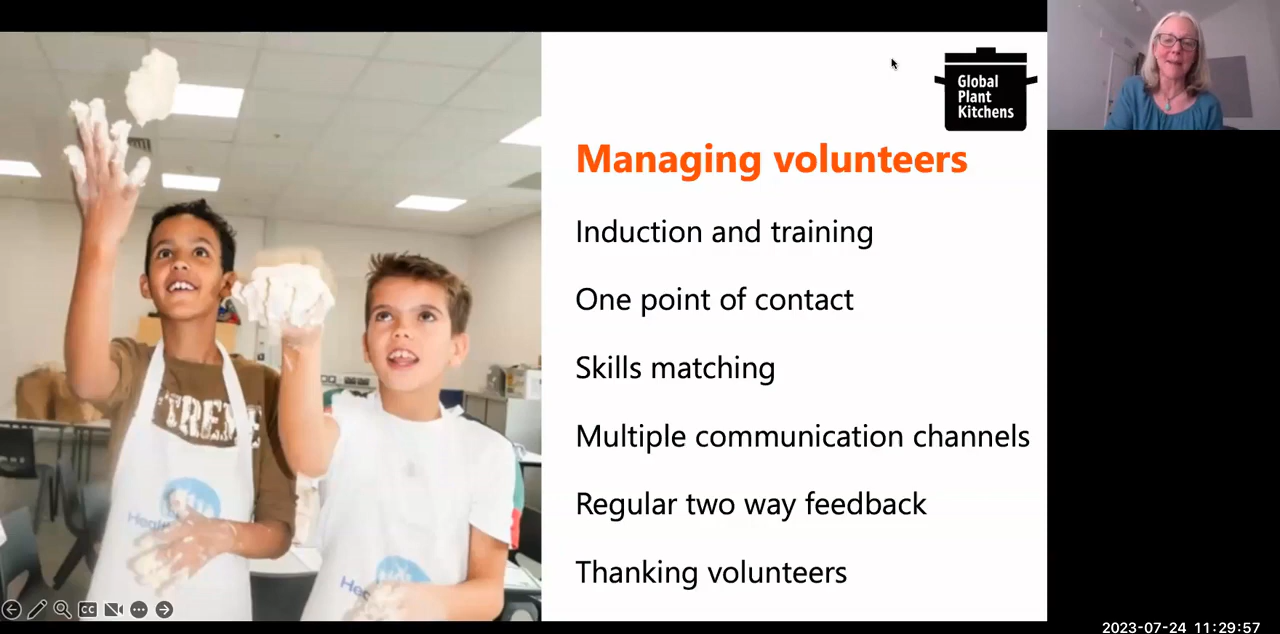 Global
Plant
Kitchens
Managing volunteers
Induction and training
One point of contact
Skills matching
Multiple communication channels
Regular two way feedback
Thanking volunteers
CC
2023-07-24 11:29:57